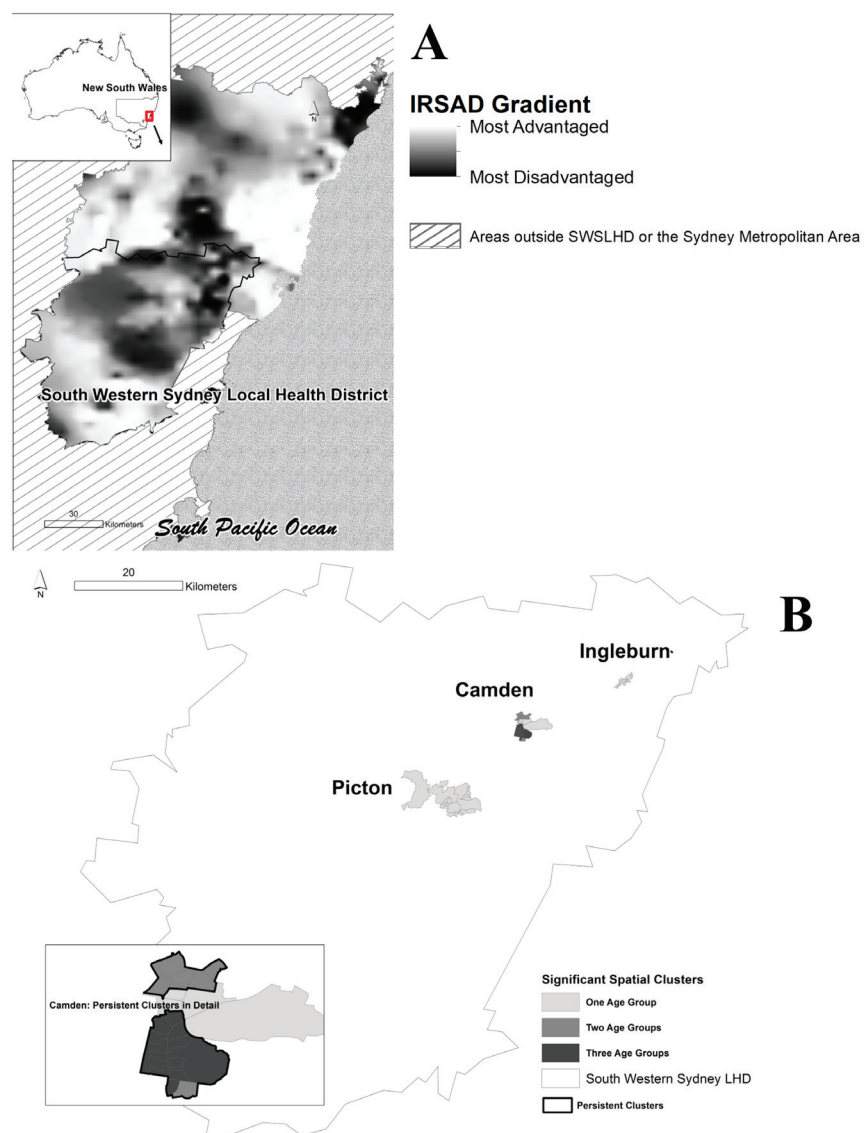 A
New South Wales
N
IRSAD Gradient
Most Advantaged
Most Disadvantaged
Areas outside SWSLHD or the Sydney Metropolitan Area
South Western Sydney Local Health District
30
Kilometers
South Pacific Ocean
20
Kilometers
N
B
Ingleburn
Camden
Picton
Camden: Persistent Clusters in Detail
Significant Spatial Clusters
One Age Group
Two Age Groups
Three Age Groups
South Western Sydney LHD
Persistent Clusters